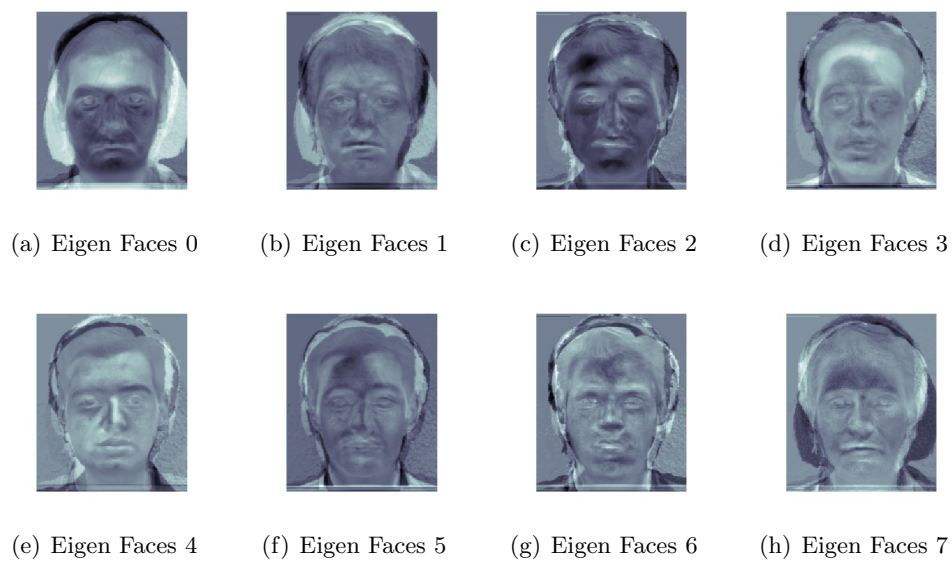 (a) Eigen Faces 0 (b) Eigen Faces 1 (c) Eigen Faces 2 (d) Eigen Faces 3
(e) Eigen Faces 4 (f) Eigen Faces 5 (g) Eigen Faces 6 (h) Eigen Faces 7